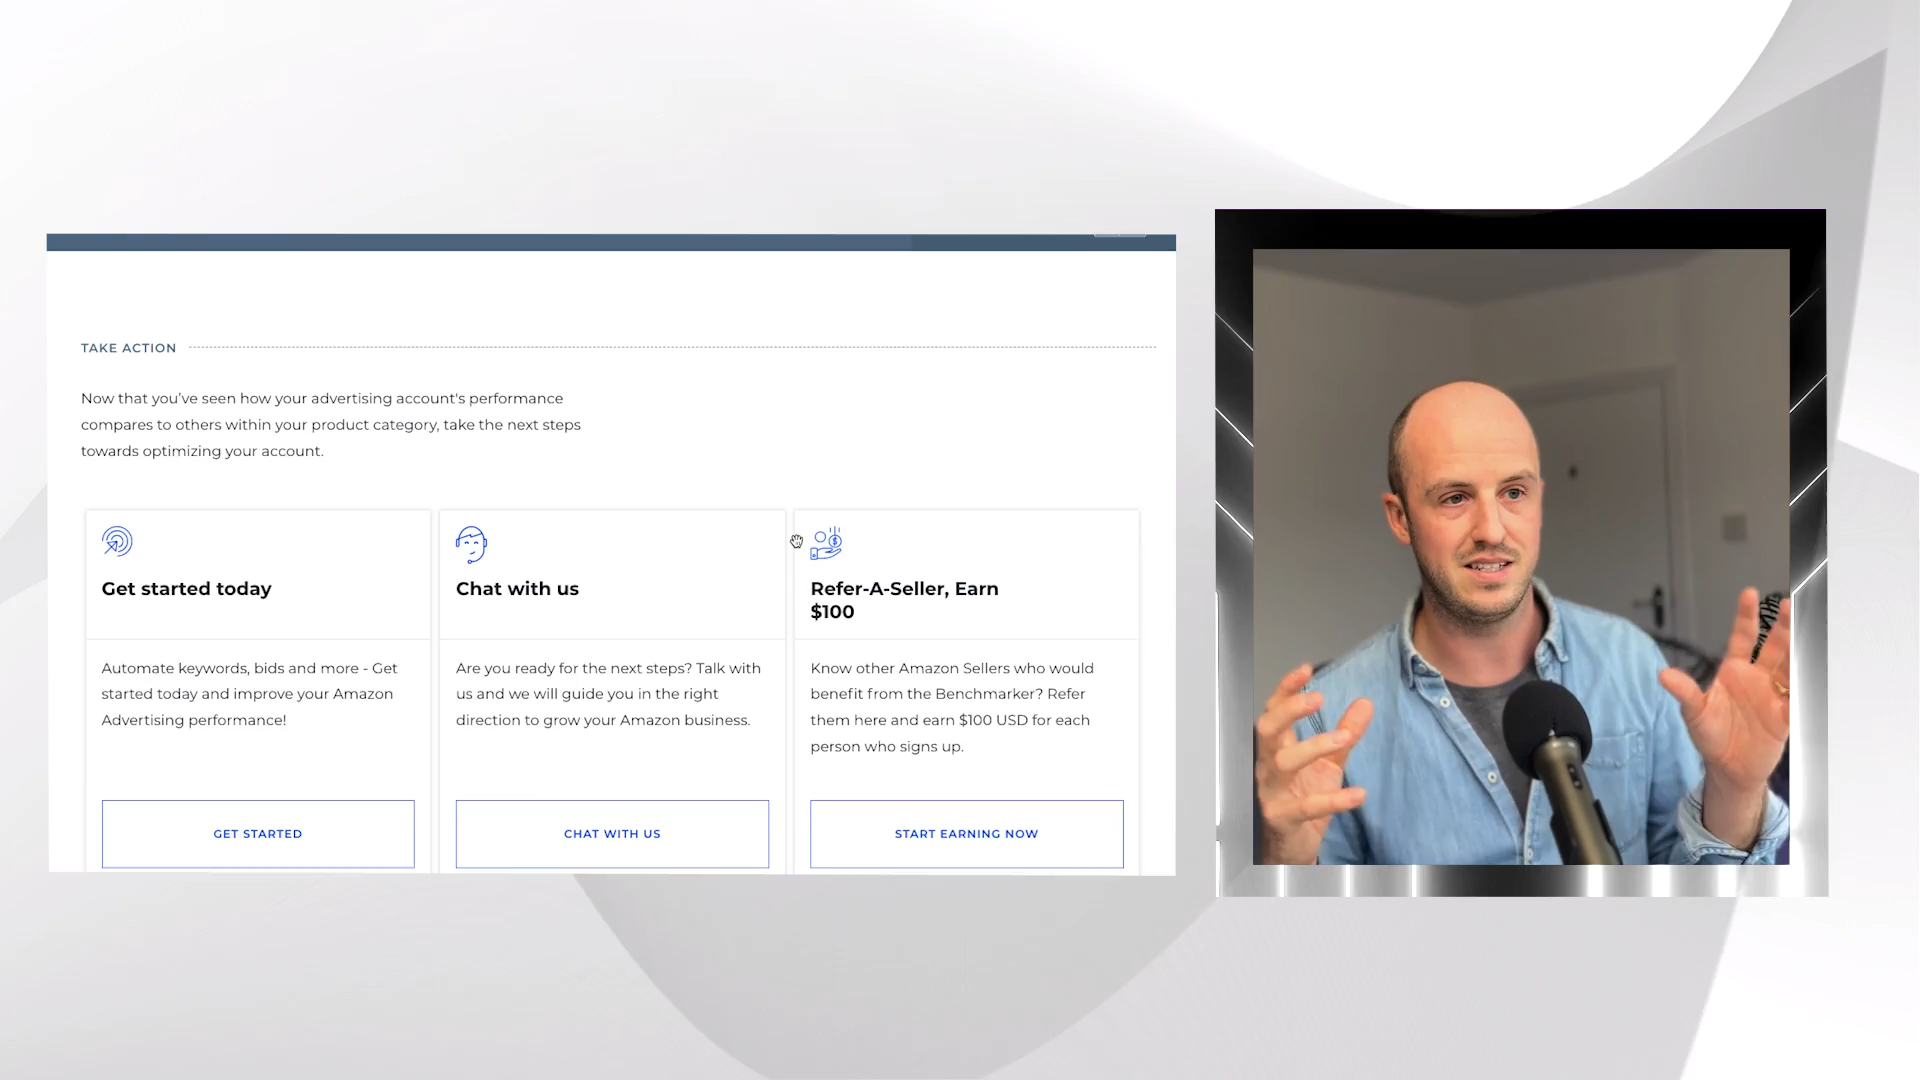 TAKE ACTION
Now that you’ve seen how your advertising account's performance
compares to others within your product category, take the next steps
towards optimizing your account.
Get started today
Automate keywords, bids and more - Get
started today and improve your Amazon
Advertising performance!
GET STARTED
Chat with us
Are you ready for the next steps? Talk with
us and we will guide you in the right
direction to grow your Amazon business.
CHAT WITH US
Refer-A-Seller, Earn
$100
Know other Amazon Sellers who would
benefit from the Benchmarker? Refer
them here and earn $100 USD for each
person who signs up.
START EARNING NOW